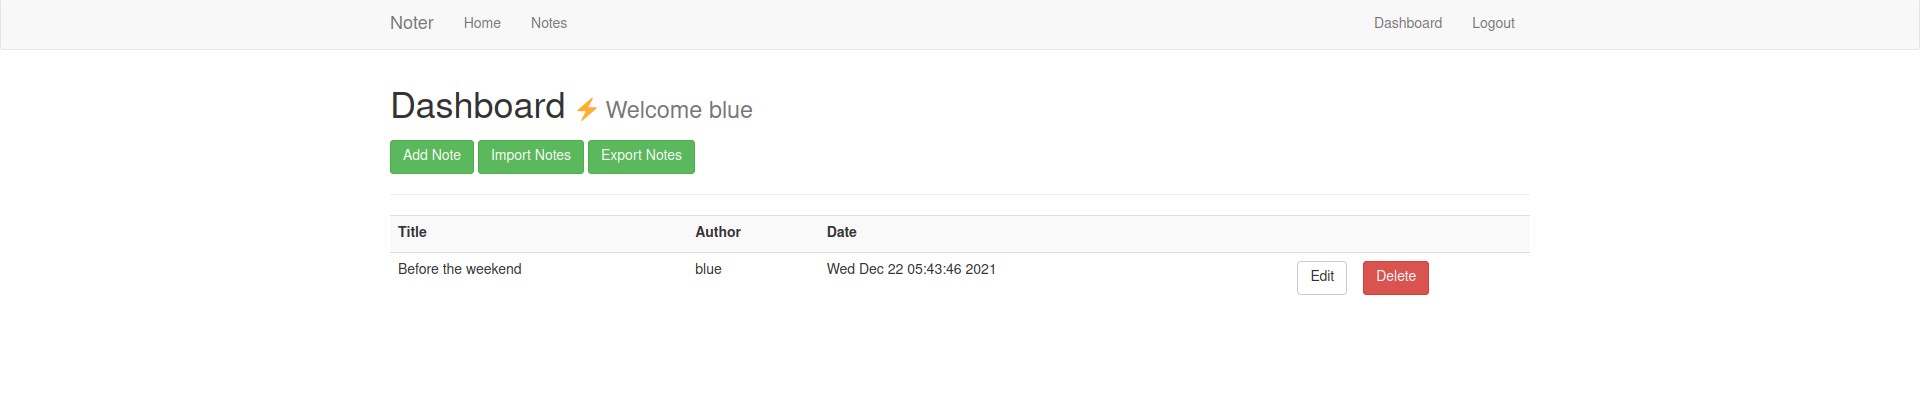 Noter Home Notes Dashboard Logout
Dashboard ⚡ Welcome blue
Add Note Import Notes Export Notes
Title Author Date
Before the weekend blue Wed Dec 22 05:43:46 2021 Edit Delete